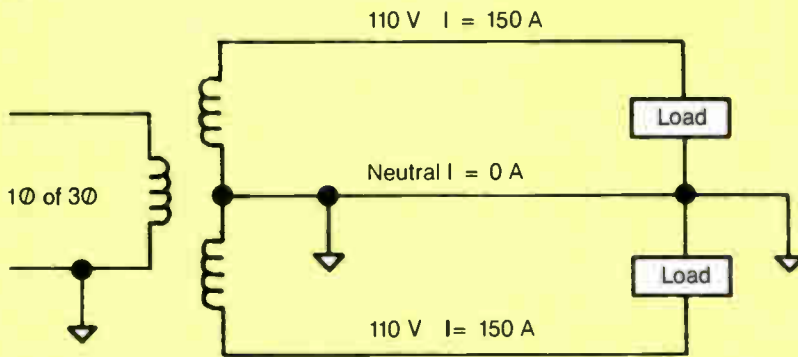 110 V I = 150 A
Load
1Ø of 3Ø
Neutral I = 0 A
Load
110 V I= 150 A